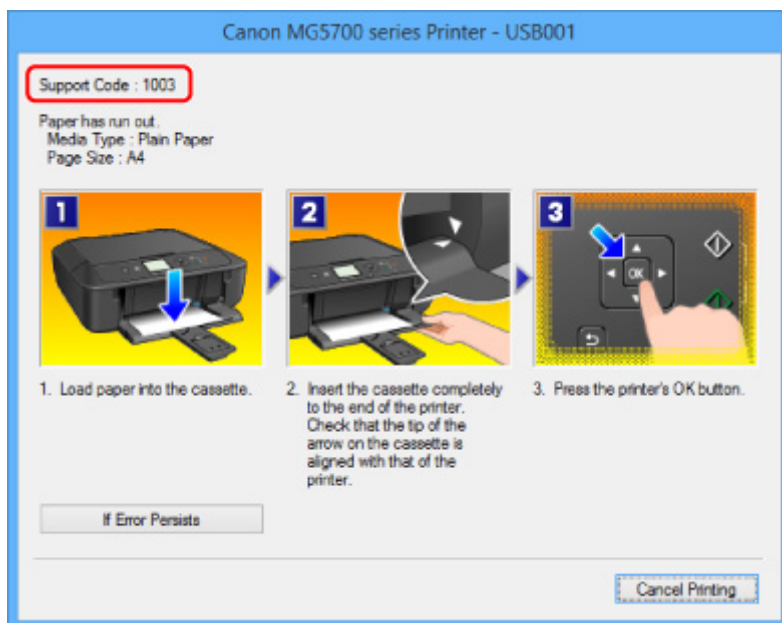 Canon MG5700 series Printer - USB001
Support Code : 1003
Paper has run out.
Media Type : Plain Paper
Page Size : A4
1
2
3
OK
1. Load paper into the cassette.
2. Insert the cassette completely
to the end of the printer.
Check that the tip of the
arrow on the cassette is
aligned with that of the
printer.
3. Press the printer's OK button.
If Error Persists
Cancel Printing